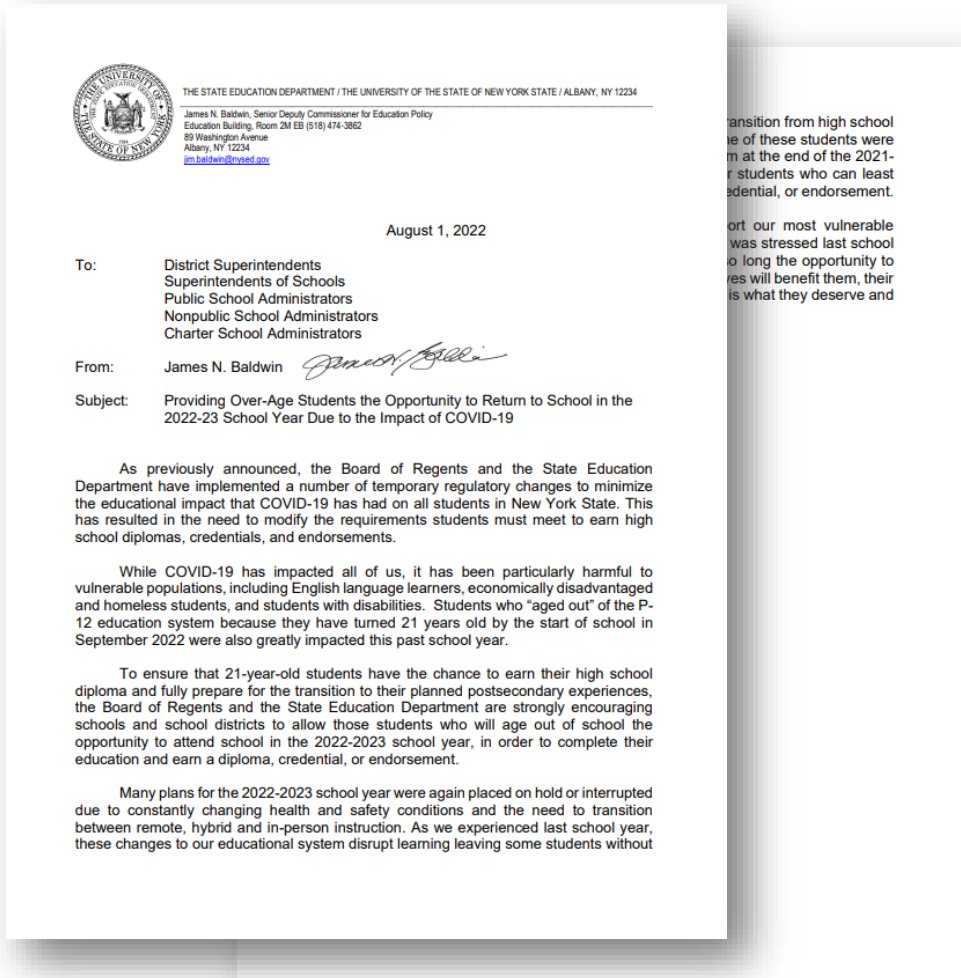 THE UNIVERSITY OF
THE STATE OF NEW YORK
THE STATE EDUCATION DEPARTMENT / THE UNIVERSITY OF THE STATE OF NEW YORK STATE / ALBANY, NY 12234
James N. Baldwin, Senior Deputy Commissioner for Education Policy
Education Building, Room 2M EB (518) 474-3862
89 Washington Avenue
Albany, NY 12234
jim.baldwin@nysed.gov
August 1, 2022
To: District Superintendents
Superintendents of Schools
Public School Administrators
Nonpublic School Administrators
Charter School Administrators
From: James N. Baldwin
Subject: Providing Over-Age Students the Opportunity to Return to School in the
2022-23 School Year Due to the Impact of COVID-19
As previously announced, the Board of Regents and the State Education
Department have implemented a number of temporary regulatory changes to minimize
the educational impact that COVID-19 has had on all students in New York State. This
has resulted in the need to modify the requirements students must meet to earn high
school diplomas, credentials, and endorsements.
While COVID-19 has impacted all of us, it has been particularly harmful to
vulnerable populations, including English language learners, economically disadvantaged
and homeless students, and students with disabilities. Students who “aged out” of the P-
12 education system because they have turned 21 years old by the start of school in
September 2022 were also greatly impacted this past school year.
To ensure that 21-year-old students have the chance to earn their high school
diploma and fully prepare for the transition to their planned postsecondary experiences,
the Board of Regents and the State Education Department are strongly encouraging
schools and school districts to allow those students who will age out of school the
opportunity to attend school in the 2022-2023 school year, in order to complete their
education and earn a diploma, credential, or endorsement.
Many plans for the 2022-2023 school year were again placed on hold or interrupted
due to constantly changing health and safety conditions and the need to transition
between remote, hybrid and in-person instruction. As we experienced last school year,
these changes to our educational system disrupt learning leaving some students without
ansition from high school
e of these students were
m at the end of the 2021-
r students who can least
edential, or endorsement.
ort our most vulnerable
was stressed last school
o long the opportunity to
ves will benefit them, their
is what they deserve and